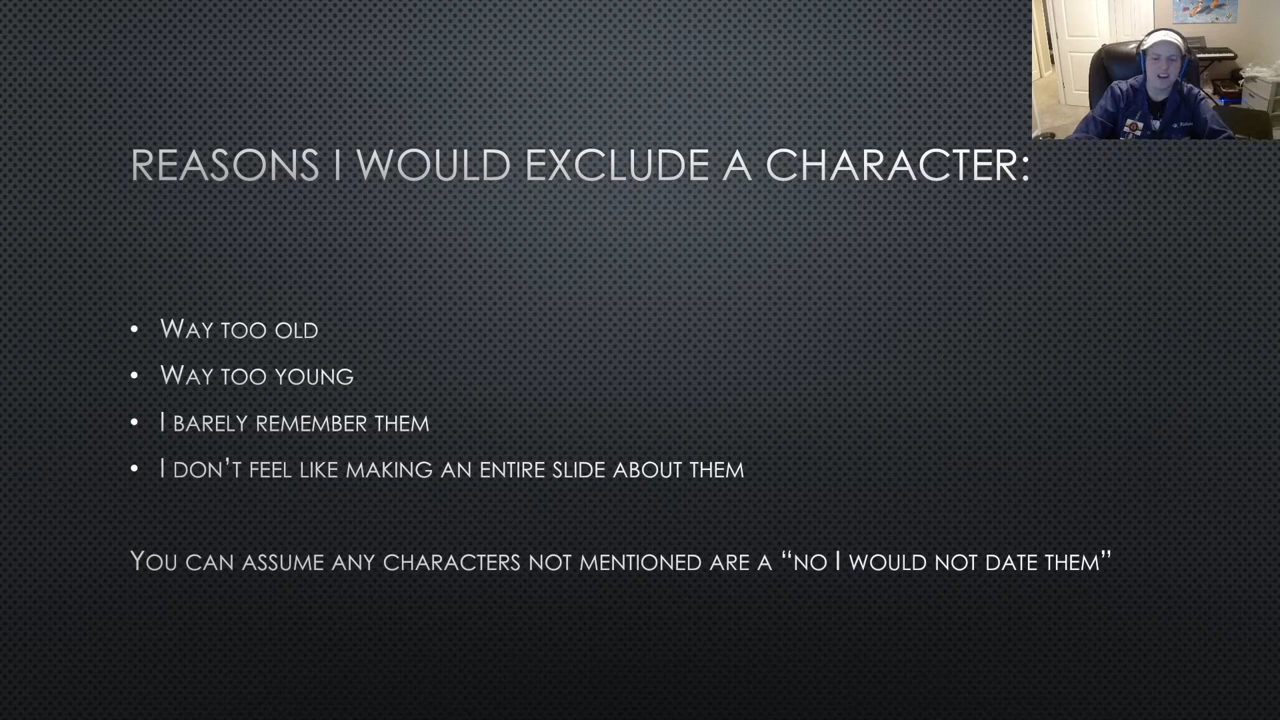 REASONS I WOULD EXCLUDE A CHARACTER:
• WAY TOO OLD
• WAY TOO YOUNG
• I BARELY REMEMBER THEM
• I DON’T FEEL LIKE MAKING AN ENTIRE SLIDE ABOUT THEM
YOU CAN ASSUME ANY CHARACTERS NOT MENTIONED ARE A “NO I WOULD NOT DATE THEM”